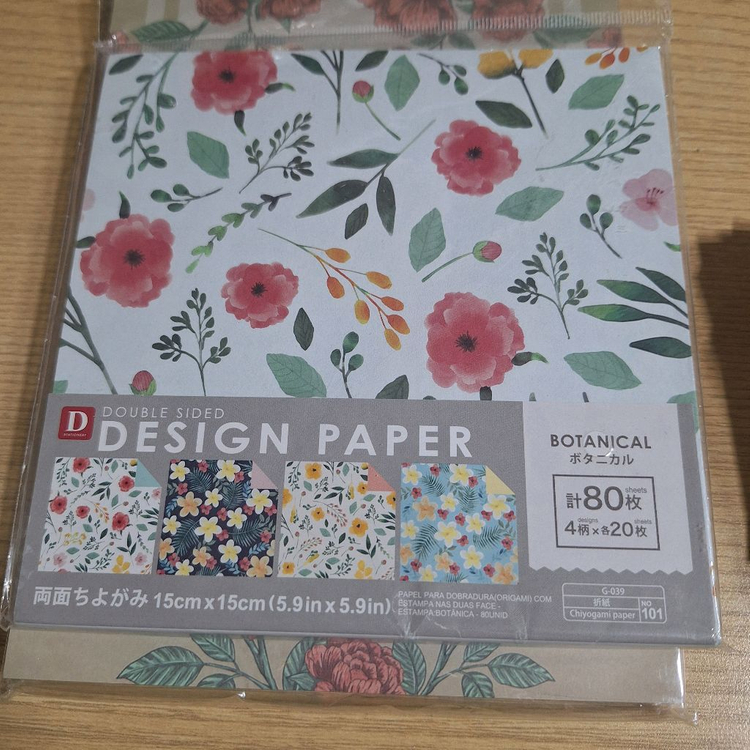 D
STATIONERY
DOUBLE SIDED
DESIGN PAPER
BOTANICAL
ボタニカル
計80枚
sheets
designs sheets
4柄×各20枚
両面ちよがみ 15cm x 15cm (5.9in x 5.9in)
PAPEL PARA DOBRADURA(ORIGAMI) COM
ESTAMPA NAS DUAS FACE -
ESTAMPA BOTÂNICA - 80UNID
G-039
折紙
Chiyogami paper
NO
101